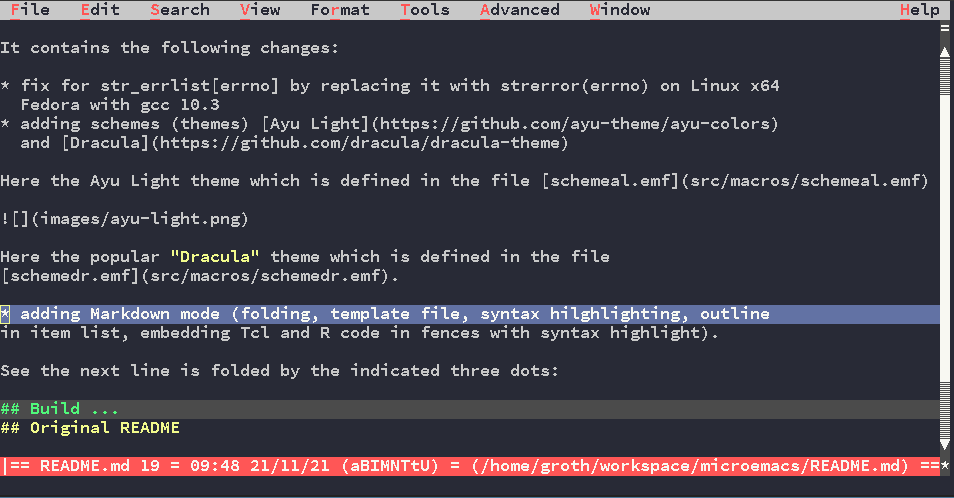 File Edit Search View Format Tools Advanced Window Help
It contains the following changes:
* fix for str_errlist[errno] by replacing it with strerror(errno) on Linux x64
Fedora with gcc 10.3
* adding schemes (themes) [Ayu Light](https://github.com/ayu-theme/ayu-colors)
and [Dracula](https://github.com/dracula/dracula-theme)
Here the Ayu Light theme which is defined in the file [schemeal.emf](src/macros/schemeal.emf)
![](images/ayu-light.png)
Here the popular "Dracula" theme which is defined in the file
[schemedr.emf](src/macros/schemedr.emf).
* adding Markdown mode (folding, template file, syntax hilghlighting, outline
in item list, embedding Tcl and R code in fences with syntax highlight).
See the next line is folded by the indicated three dots:
## Build ...
## Original README
|== README.md 19 = 09:48 21/11/21 (aBIMNTtU) = (/home/groth/workspace/microemacs/README.md) ==*